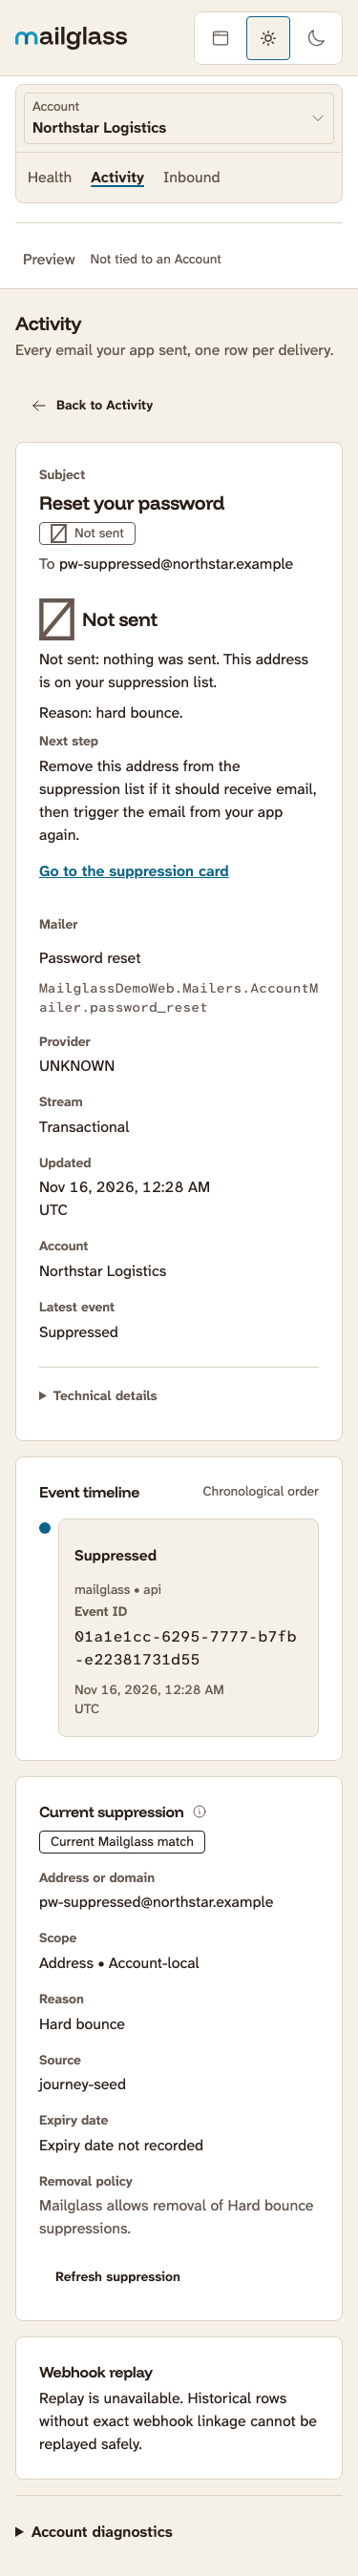 mailglass
Account
Northstar Logistics
Health Activity Inbound
Preview Not tied to an Account
Activity
Every email your app sent, one row per delivery.
Back to Activity
Subject
Reset your password
Not sent
To pw-suppressed@northstar.example
Not sent
Not sent: nothing was sent. This address
is on your suppression list.
Reason: hard bounce.
Next step
Remove this address from the
suppression list if it should receive email,
then trigger the email from your app
again.
Go to the suppression card
Mailer
Password reset
MailglassDemoWeb.Mailers.AccountM
ailer.password_reset
Provider
UNKNOWN
Stream
Transactional
Updated
Nov 16, 2026, 12:28 AM
UTC
Account
Northstar Logistics
Latest event
Suppressed
Technical details
Event timeline Chronological order
Suppressed
mailglass • api
Event ID
01a1e1cc-6295-7777-b7fb
-e22381731d55
Nov 16, 2026, 12:28 AM
UTC
Current suppression
Current Mailglass match
Address or domain
pw-suppressed@northstar.example
Scope
Address • Account-local
Reason
Hard bounce
Source
journey-seed
Expiry date
Expiry date not recorded
Removal policy
Mailglass allows removal of Hard bounce
suppressions.
Refresh suppression
Webhook replay
Replay is unavailable. Historical rows
without exact webhook linkage cannot be
replayed safely.
Account diagnostics